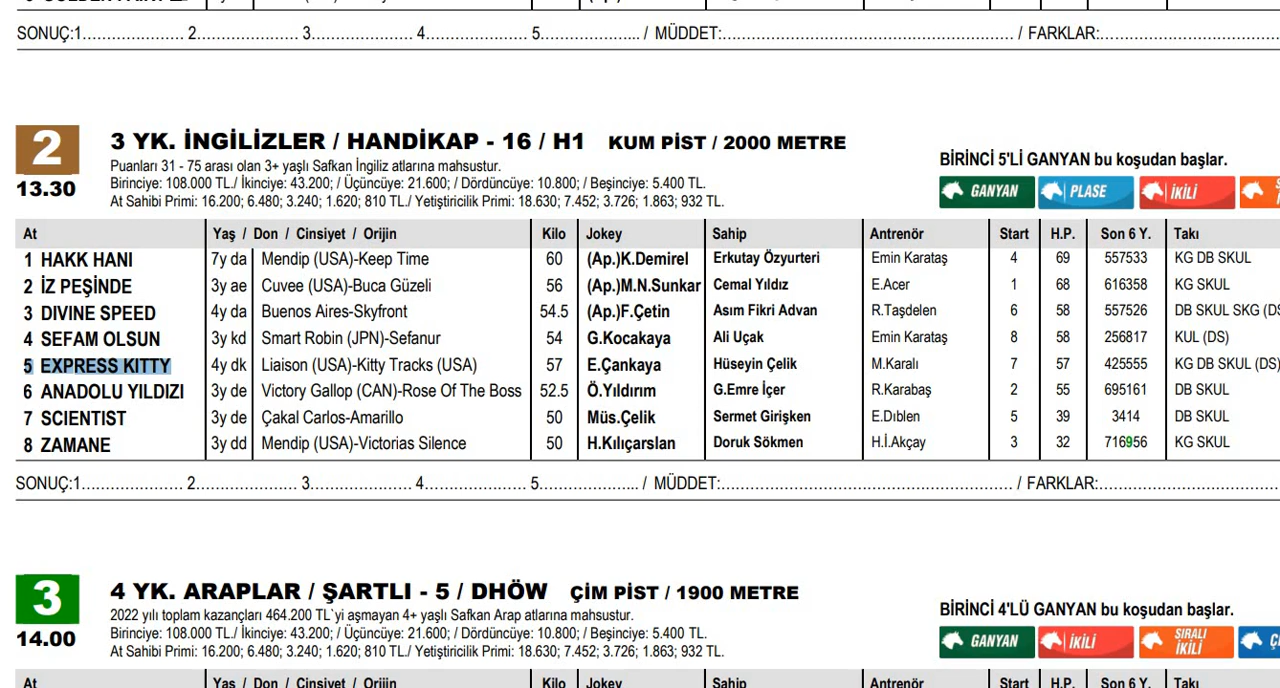 SONUÇ:1..................... 2..................... 3..................... 4..................... 5.................... / MÜDDET:............................................................ / FARKLAR:.....................................
2
13.30
3 YK. İNGİLİZLER / HANDİKAP - 16 / H1 KUM PİST / 2000 METRE
Puanları 31 - 75 arası olan 3+ yaşlı Safkan İngiliz atlarına mahsustur.
Birinciye: 108.000 TL./ İkinciye: 43.200; / Üçüncüye: 21.600; / Dördüncüye: 10.800; / Beşinciye: 5.400 TL.
At Sahibi Primi: 16.200; 6.480; 3.240; 1.620; 810 TL./ Yetiştiricilik Primi: 18.630; 7.452; 3.726; 1.863; 932 TL.
BİRİNCİ 5'Lİ GANYAN bu koşudan başlar.
GANYAN PLASE İKİLİ
At Yaş / Don / Cinsiyet / Orijin Kilo Jokey Sahip Antrenör Start H.P. Son 6 Y. Takı
1 HAKK HANI 7y da Mendip (USA)-Keep Time 60 (Ap.)K.Demirel Erkutay Özyurteri Emin Karataş 4 69 557533 KG DB SKUL
2 İZ PEŞİNDE 3y ae Cuvee (USA)-Buca Güzeli 56 (Ap.)M.N.Sunkar Cemal Yıldız E.Acer 1 68 616358 KG SKUL
3 DIVINE SPEED 4y da Buenos Aires-Skyfront 54.5 (Ap.)F.Çetin Asım Fikri Advan R.Taşdelen 6 58 557526 DB SKUL SKG (DS
4 SEFAM OLSUN 3y kd Smart Robin (JPN)-Sefanur 54 G.Kocakaya Ali Uçak Emin Karataş 8 58 256817 KUL (DS)
5 EXPRESS KITTY 4y dk Liaison (USA)-Kitty Tracks (USA) 57 E.Çankaya Hüseyin Çelik M.Karalı 7 57 425555 KG DB SKUL (DS)
6 ANADOLU YILDIZI 3y de Victory Gallop (CAN)-Rose Of The Boss 52.5 Ö.Yıldırım G.Emre İçer R.Karabaş 2 55 695161 DB SKUL
7 SCIENTIST 3y de Çakal Carlos-Amarillo 50 Müs.Çelik Sermet Girişken E.Dıblen 5 39 3414 DB SKUL
8 ZAMANE 3y dd Mendip (USA)-Victorias Silence 50 H.Kılıçarslan Doruk Sökmen H.İ.Akçay 3 32 716956 KG SKUL
SONUÇ:1..................... 2..................... 3..................... 4..................... 5.................... / MÜDDET:............................................................ / FARKLAR:.....................................
3
14.00
4 YK. ARAPLAR / ŞARTLI - 5 / DHÖW ÇİM PİST / 1900 METRE
2022 yılı toplam kazançları 464.200 TL`yi aşmayan 4+ yaşlı Safkan Arap atlarına mahsustur.
Birinciye: 108.000 TL./ İkinciye: 43.200; / Üçüncüye: 21.600; / Dördüncüye: 10.800; / Beşinciye: 5.400 TL.
At Sahibi Primi: 16.200; 6.480; 3.240; 1.620; 810 TL./ Yetiştiricilik Primi: 18.630; 7.452; 3.726; 1.863; 932 TL.
BİRİNCİ 4'LÜ GANYAN bu koşudan başlar.
GANYAN İKİLİ SIRALI İKİLİ
At Yaş / Don / Cinsiyet / Orijin Kilo Jokey Sahip Antrenör Start H.P. Son 6 Y. Takı